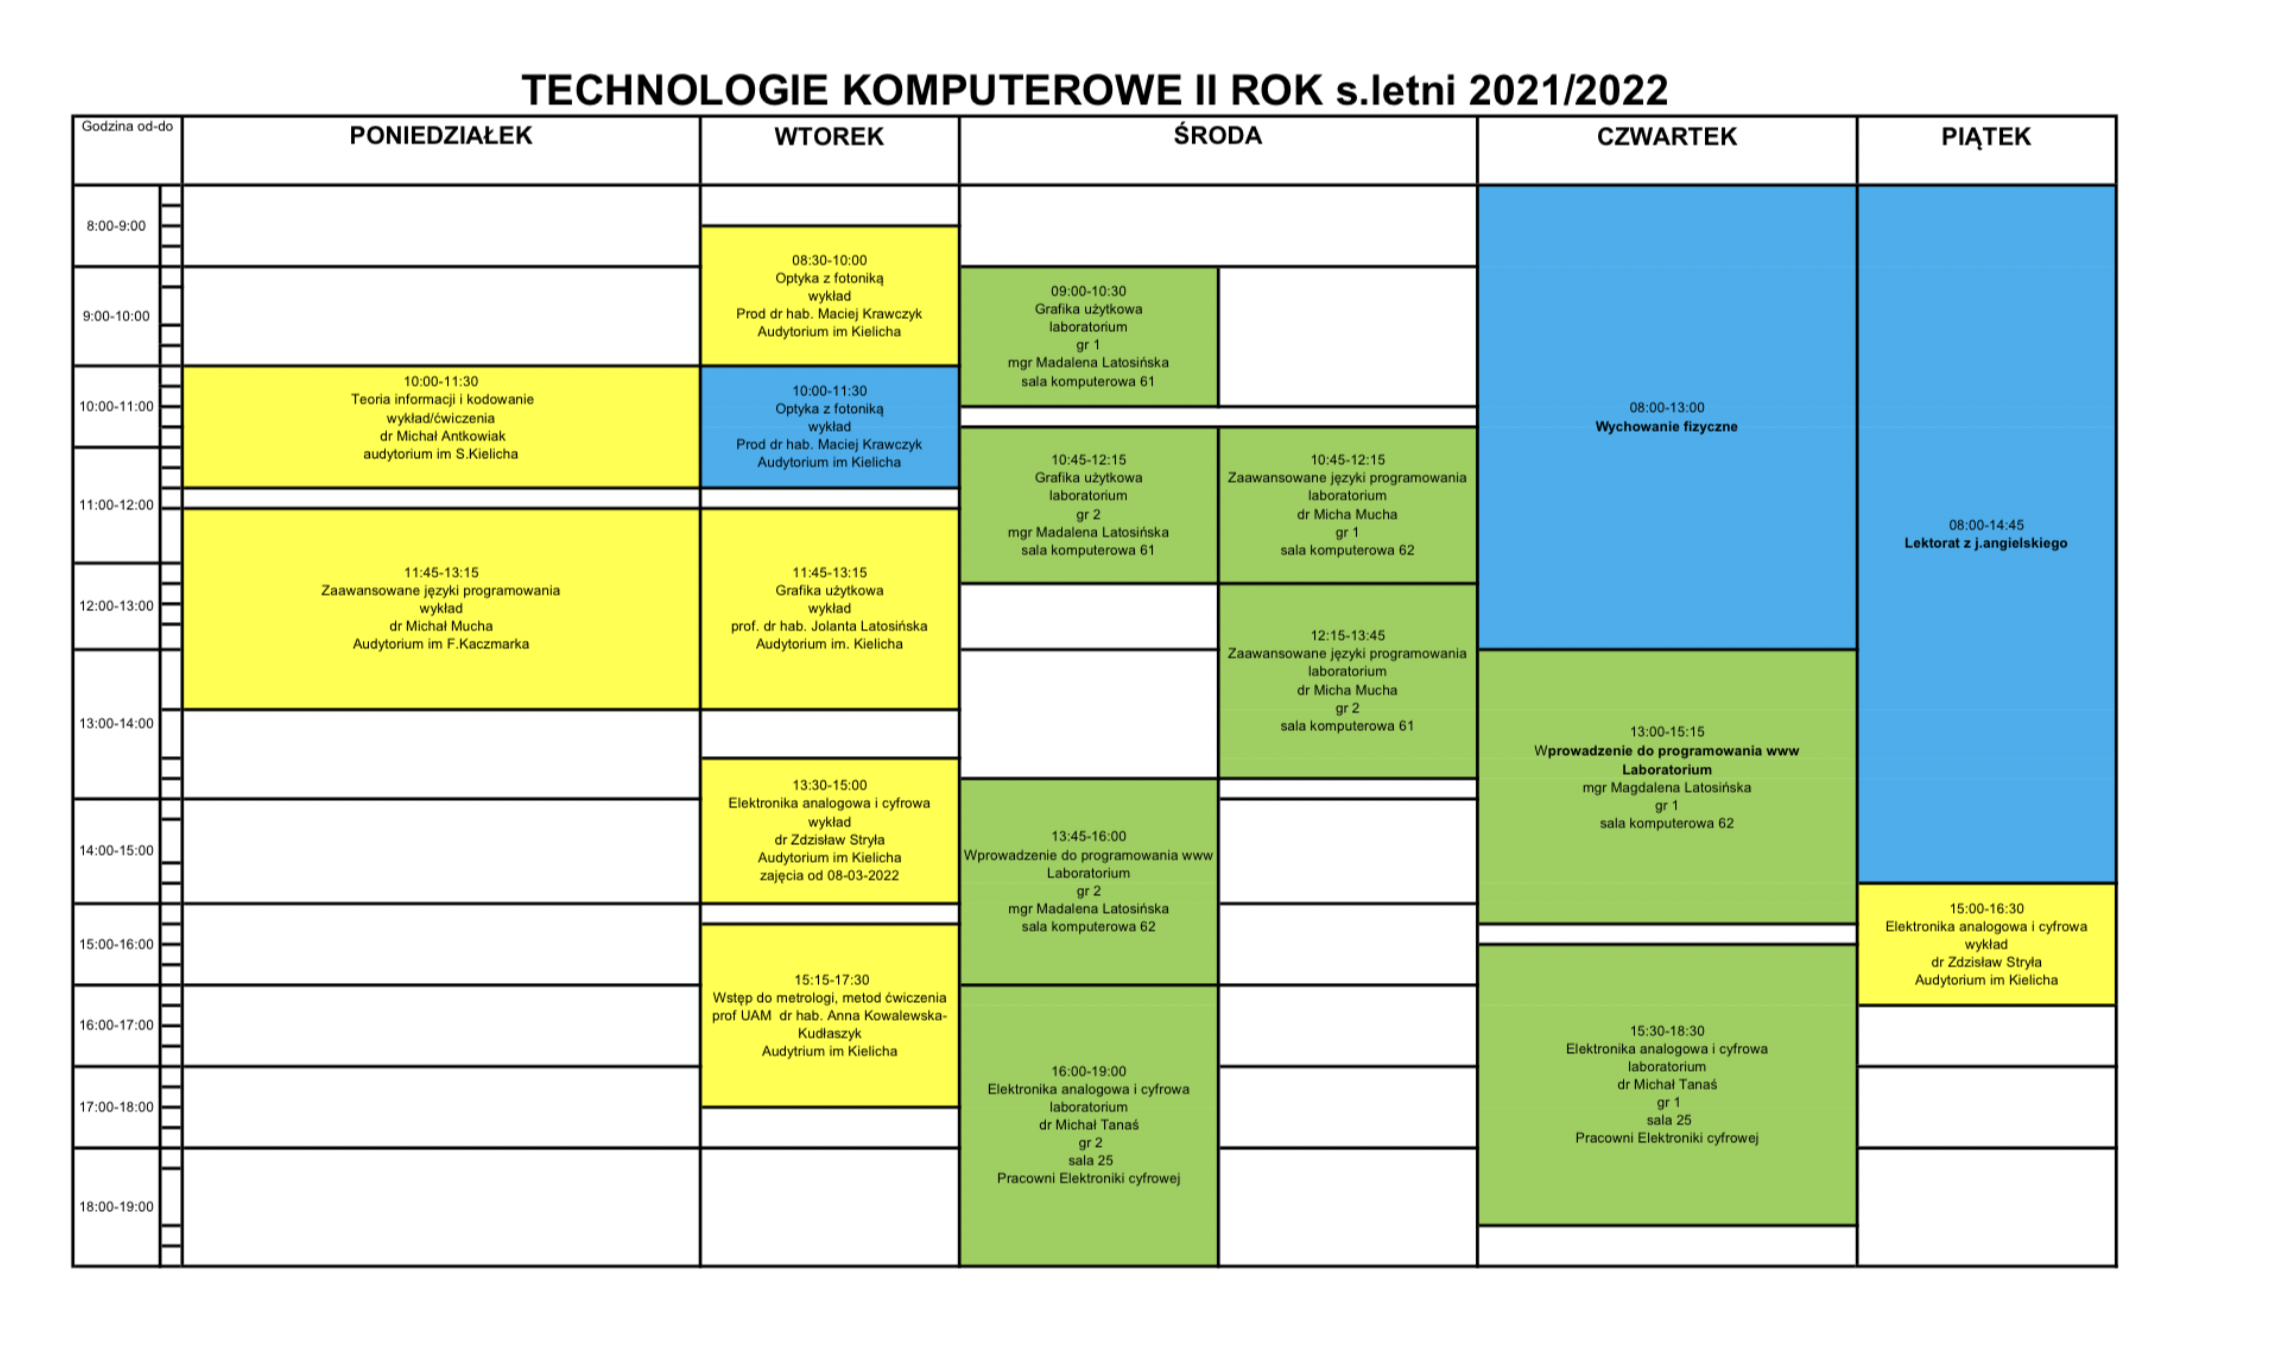 TECHNOLOGIE KOMPUTEROWE II ROK s.letni 2021/2022
Godzina od-do
PONIEDZIAŁEK
WTOREK
ŚRODA
CZWARTEK
PIĄTEK
8:00-9:00
9:00-10:00
10:00-11:00
11:00-12:00
12:00-13:00
13:00-14:00
14:00-15:00
15:00-16:00
16:00-17:00
17:00-18:00
18:00-19:00
10:00-11:30
Teoria informacji i kodowanie
wykład/ćwiczenia
dr Michał Antkowiak
audytorium im S.Kielicha
11:45-13:15
Zaawansowane języki programowania
wykład
dr Michał Mucha
Audytorium im F.Kaczmarka
08:30-10:00
Optyka z fotoniką
wykład
Prod dr hab. Maciej Krawczyk
Audytorium im Kielicha
10:00-11:30
Optyka z fotoniką
wykład
Prod dr hab. Maciej Krawczyk
Audytorium im Kielicha
11:45-13:15
Grafika użytkowa
wykład
prof. dr hab. Jolanta Latosińska
Audytorium im. Kielicha
13:30-15:00
Elektronika analogowa i cyfrowa
wykład
dr Zdzisław Stryła
Audytorium im Kielicha
zajęcia od 08-03-2022
15:15-17:30
Wstęp do metrologi, metod ćwiczenia
prof UAM dr hab. Anna Kowalewska-
Kudłaszyk
Audytrium im Kielicha
09:00-10:30
Grafika użytkowa
laboratorium
gr 1
mgr Madalena Latosińska
sala komputerowa 61
10:45-12:15
Grafika użytkowa
laboratorium
gr 2
mgr Madalena Latosińska
sala komputerowa 61
13:45-16:00
Wprowadzenie do programowania www
Laboratorium
gr 2
mgr Madalena Latosińska
sala komputerowa 62
16:00-19:00
Elektronika analogowa i cyfrowa
laboratorium
dr Michał Tanaś
gr 2
sala 25
Pracowni Elektroniki cyfrowej
10:45-12:15
Zaawansowane języki programowania
laboratorium
dr Micha Mucha
gr 1
sala komputerowa 62
12:15-13:45
Zaawansowane języki programowania
laboratorium
dr Micha Mucha
gr 2
sala komputerowa 61
08:00-13:00
Wychowanie fizyczne
13:00-15:15
Wprowadzenie do programowania www
Laboratorium
mgr Magdalena Latosińska
gr 1
sala komputerowa 62
15:30-18:30
Elektronika analogowa i cyfrowa
laboratorium
dr Michał Tanaś
gr 1
sala 25
Pracowni Elektroniki cyfrowej
08:00-14:45
Lektorat z j.angielskiego
15:00-16:30
Elektronika analogowa i cyfrowa
wykład
dr Zdzisław Stryła
Audytorium im Kielicha